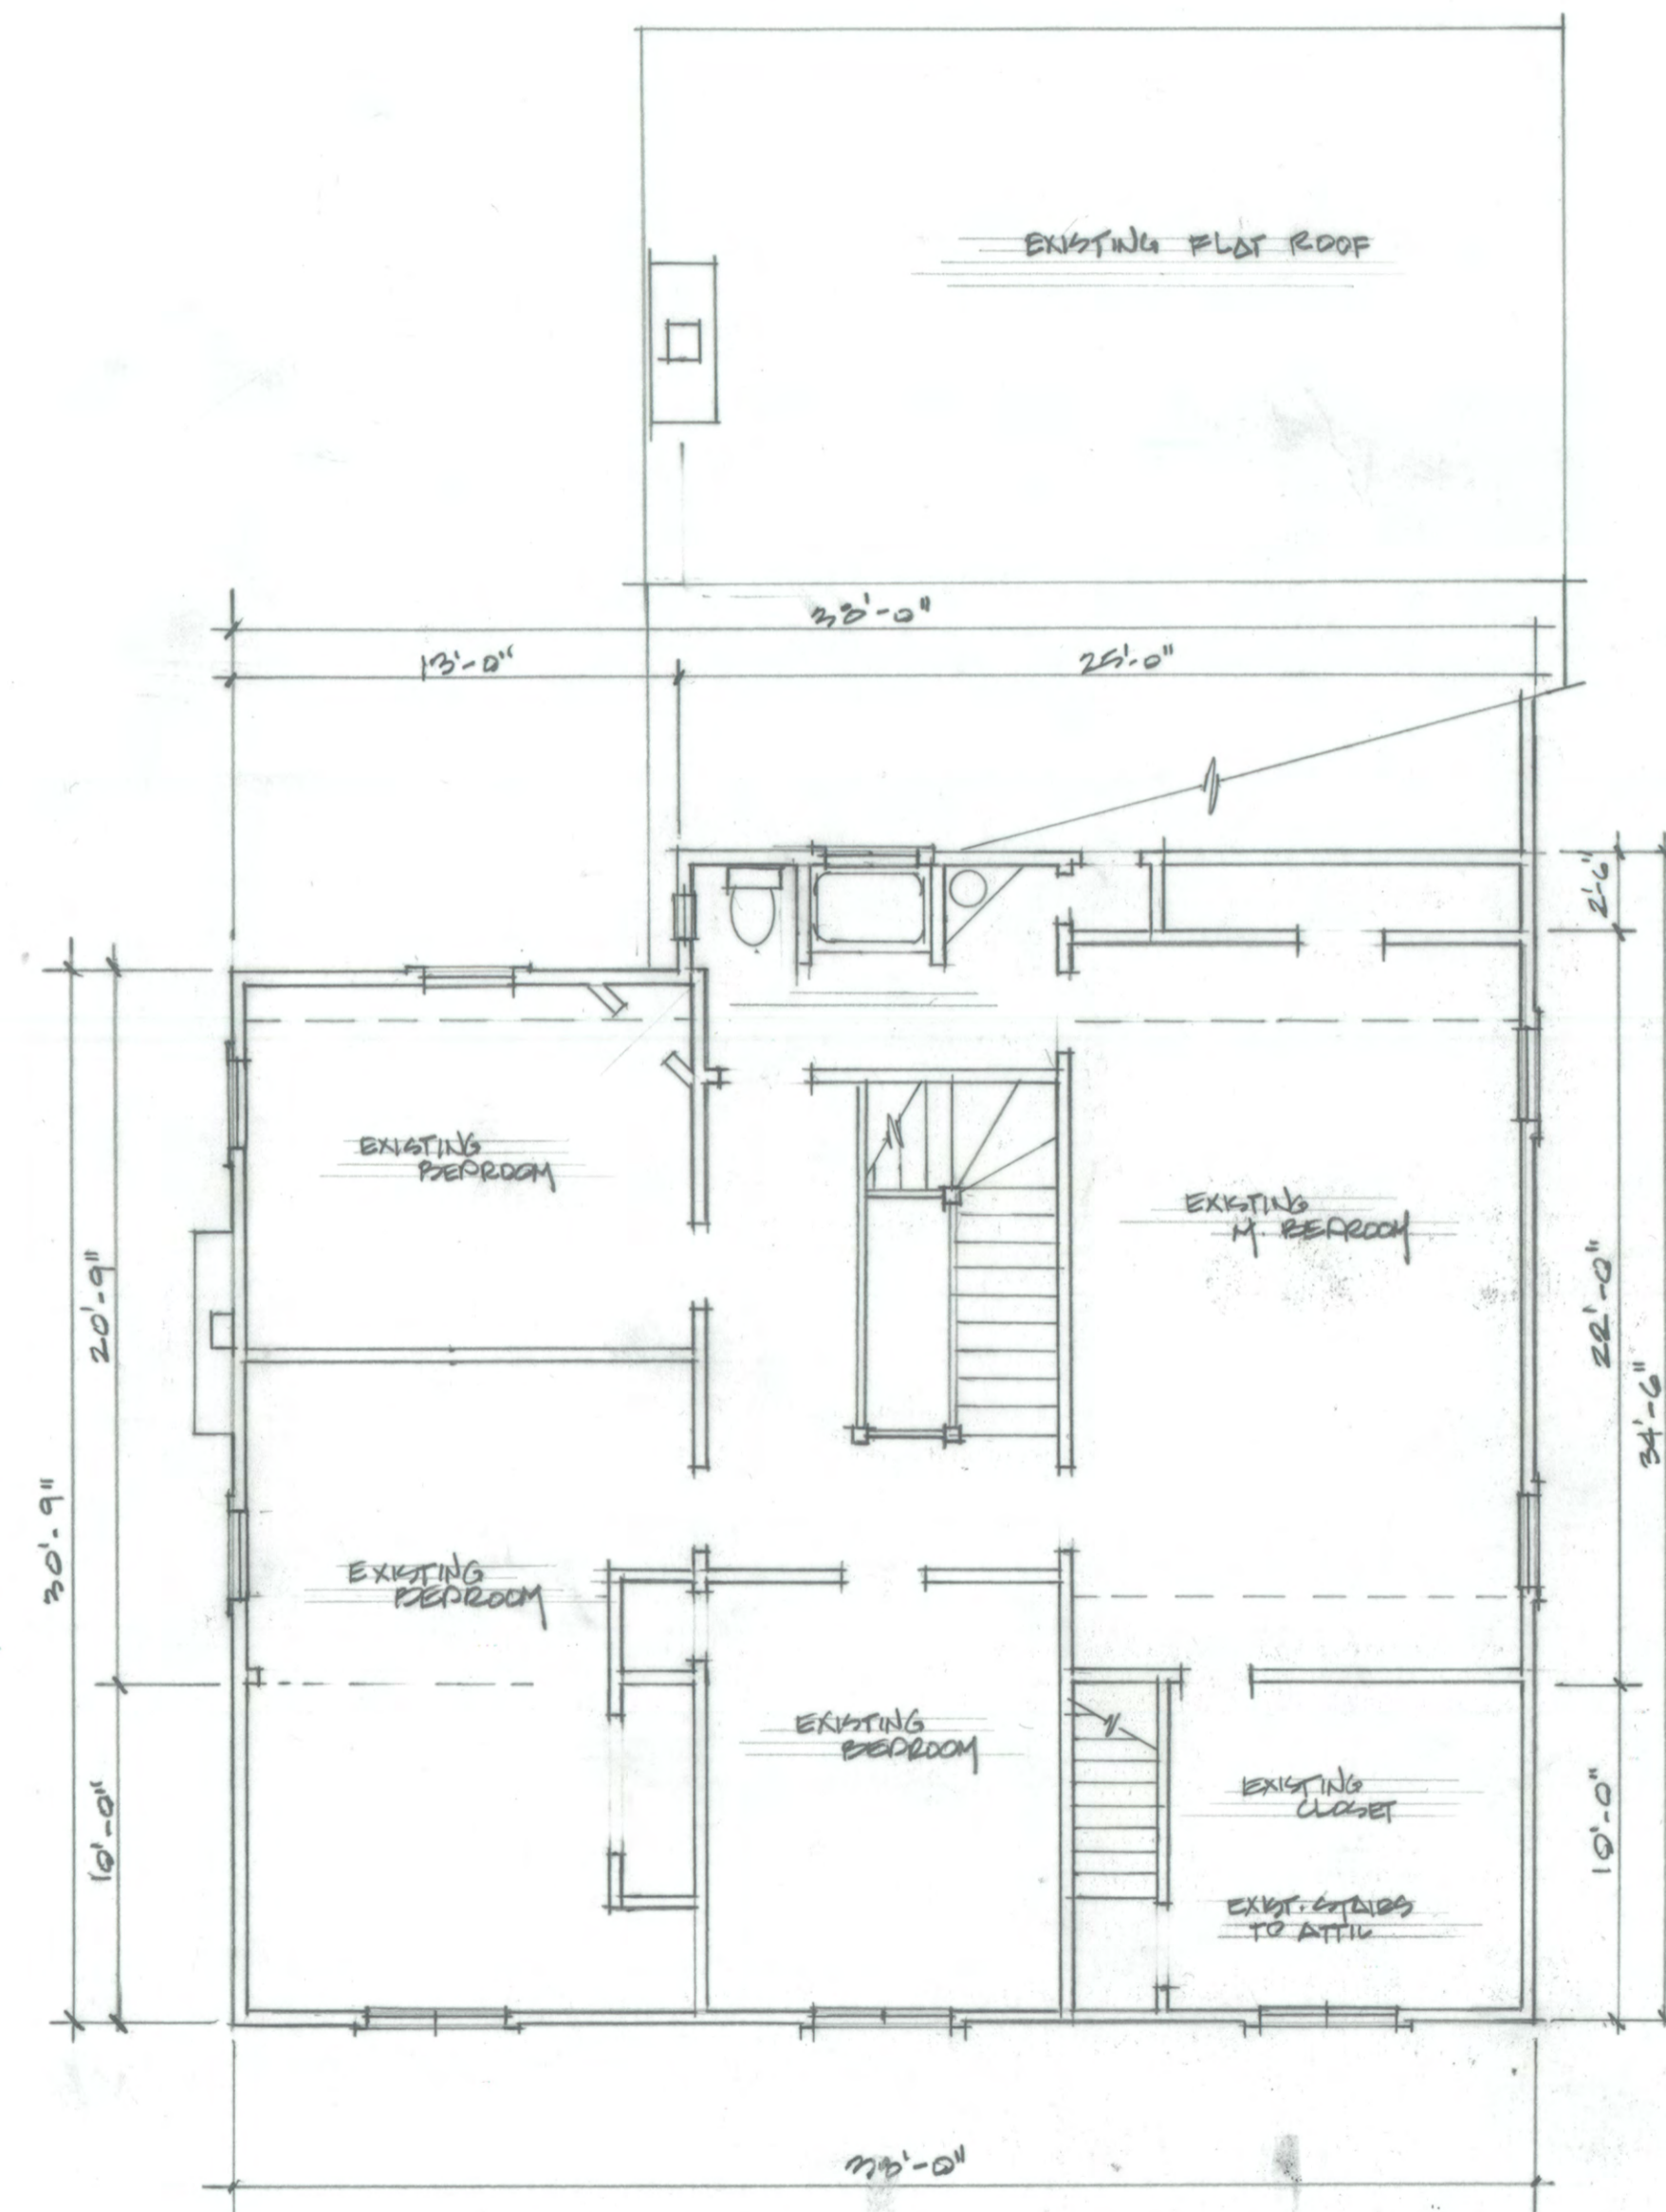 EXISTING FLAT ROOF
38'-0"
13'-0"
25'-0"
2'-6"
EXISTING
BEDROOM
EXISTING
M. BEDROOM
20'-9"
22'-0"
34'-6"
30'-9"
EXISTING
BEDROOM
EXISTING
BEDROOM
EXISTING
CLOSET
10'-0"
10'-0"
EXIST. STAIRS
TO ATTIC
38'-0"